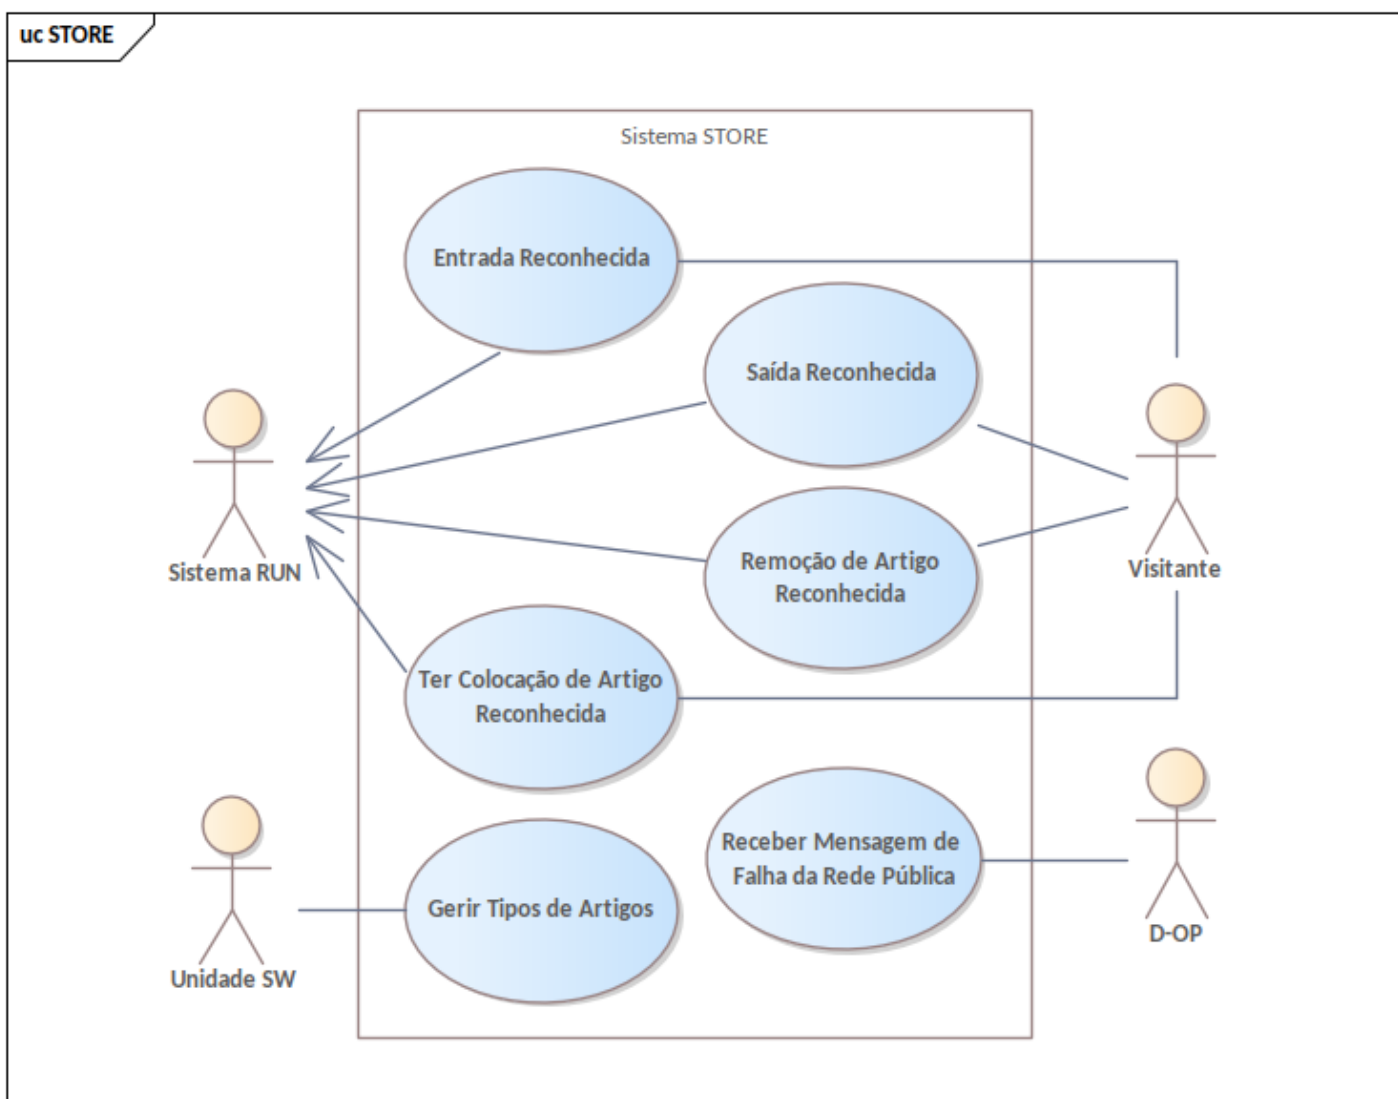 uc STORE
Sistema STORE
Entrada Reconhecida
Saída Reconhecida
Sistema RUN
Remoção de Artigo
Reconhecida
Visitante
Ter Colocação de Artigo
Reconhecida
Receber Mensagem de
Falha da Rede Pública
Gerir Tipos de Artigos
D-OP
Unidade SW